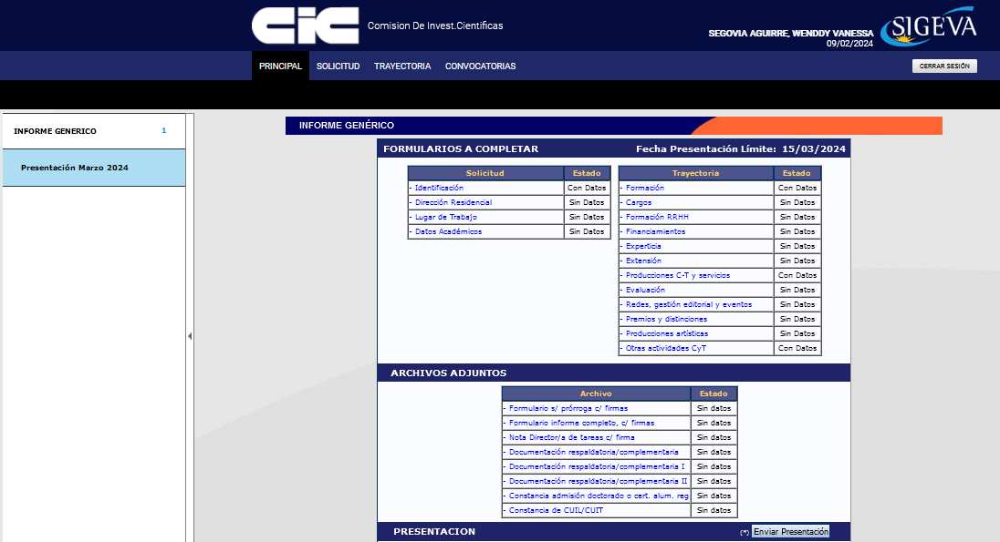 CIC Comision De Invest.Cientificas
SEGOVIA AGUIRRE, WENDDY VANESSA
09/02/2024
SIGEVA
PRINCIPAL SOLICITUD TRAYECTORIA CONVOCATORIAS CERRAR SESIÓN
INFORME GENERICO 1
Presentación Marzo 2024
INFORME GENÉRICO
FORMULARIOS A COMPLETAR Fecha Presentación Límite: 15/03/2024
Solicitud Estado
- Identificación Con Datos
- Dirección Residencial Sin Datos
- Lugar de Trabajo Sin Datos
- Datos Académicos Sin Datos
Trayectoria Estado
- Formación Con Datos
- Cargos Sin Datos
- Formación RRHH Sin Datos
- Financiamientos Sin Datos
- Experticia Sin Datos
- Extensión Sin Datos
- Producciones C-T y servicios Con Datos
- Evaluación Sin Datos
- Redes, gestión editorial y eventos Sin Datos
- Premios y distinciones Sin Datos
- Producciones artísticas Sin Datos
- Otras actividades CyT Con Datos
ARCHIVOS ADJUNTOS
Archivo Estado
- Formulario s/ prórroga c/ firmas Sin datos
- Formulario informe completo, c/ firmas Sin datos
- Nota Director/a de tareas c/ firma Sin datos
- Documentación respaldatoria/complementaria Sin datos
- Documentación respaldatoria/complementaria I Sin datos
- Documentación respaldatoria/complementaria II Sin datos
- Constancia admisión doctorado o cert. alum. reg Sin datos
- Constancia de CUIL/CUIT Sin datos
PRESENTACION (*) Enviar Presentación